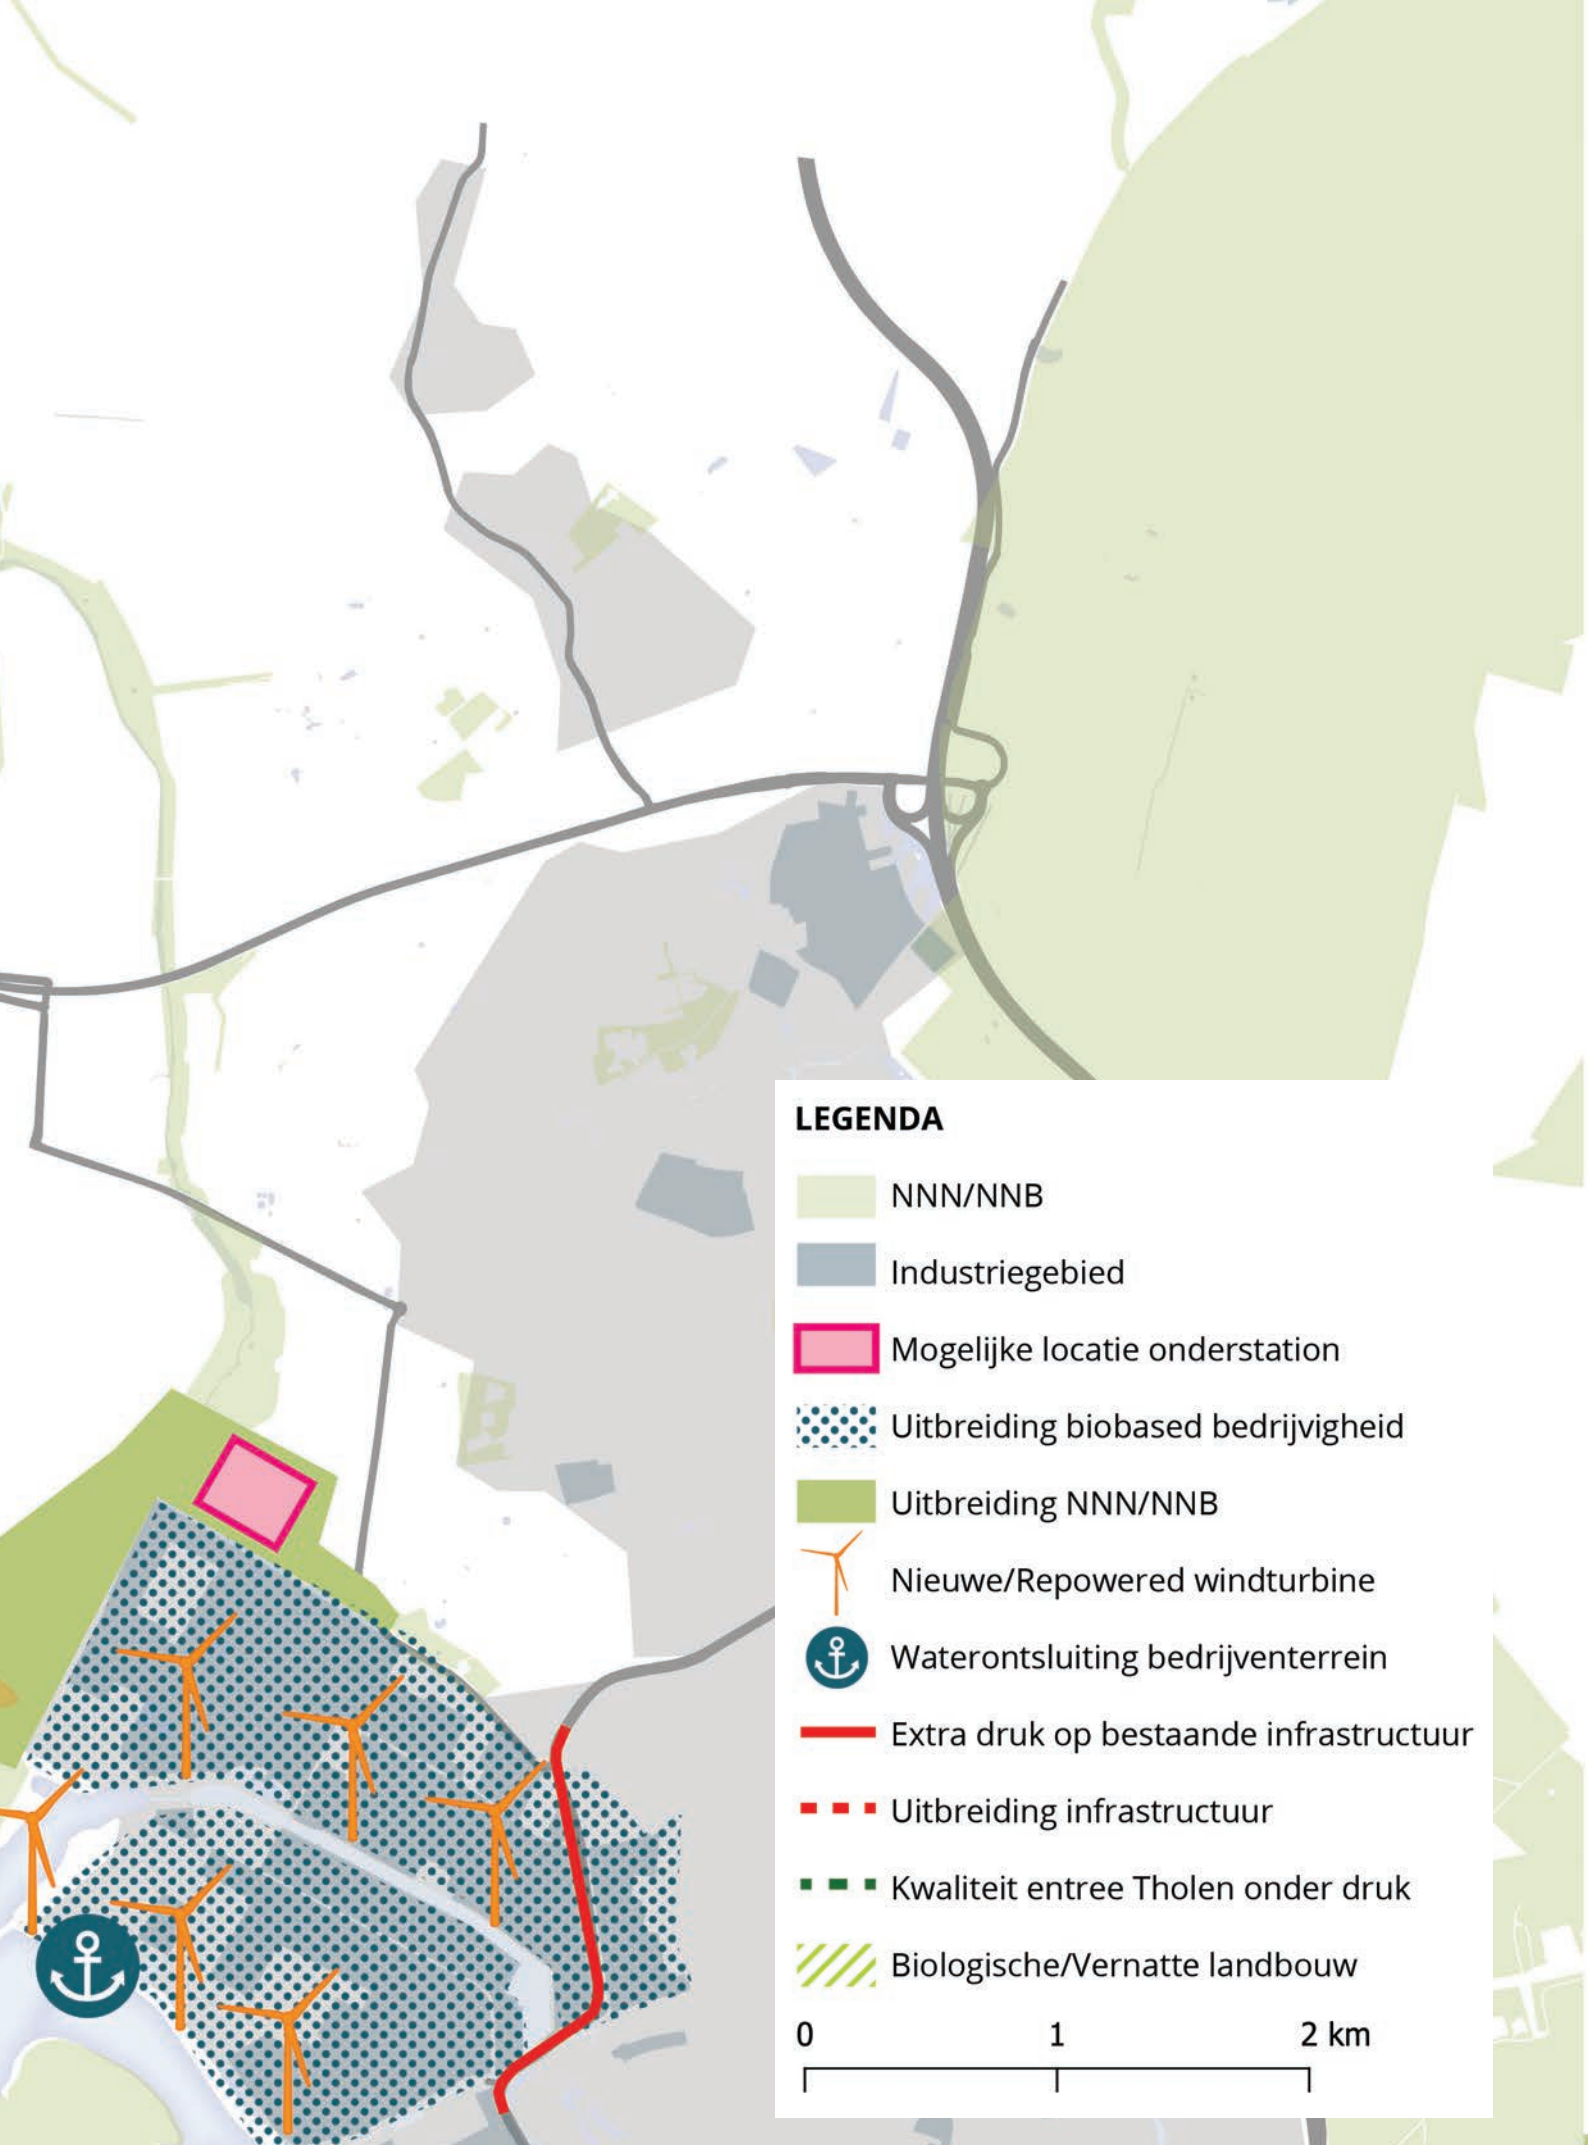 LEGENDA
NNN/NNB
Industriegebied
Mogelijke locatie onderstation
Uitbreiding biobased bedrijvigheid
Uitbreiding NNN/NNB
Nieuwe/Repowered windturbine
Waterontsluiting bedrijventerrein
Extra druk op bestaande infrastructuur
Uitbreiding infrastructuur
Kwaliteit entree Tholen onder druk
Biologische/Vernatte landbouw
0 1 2 km